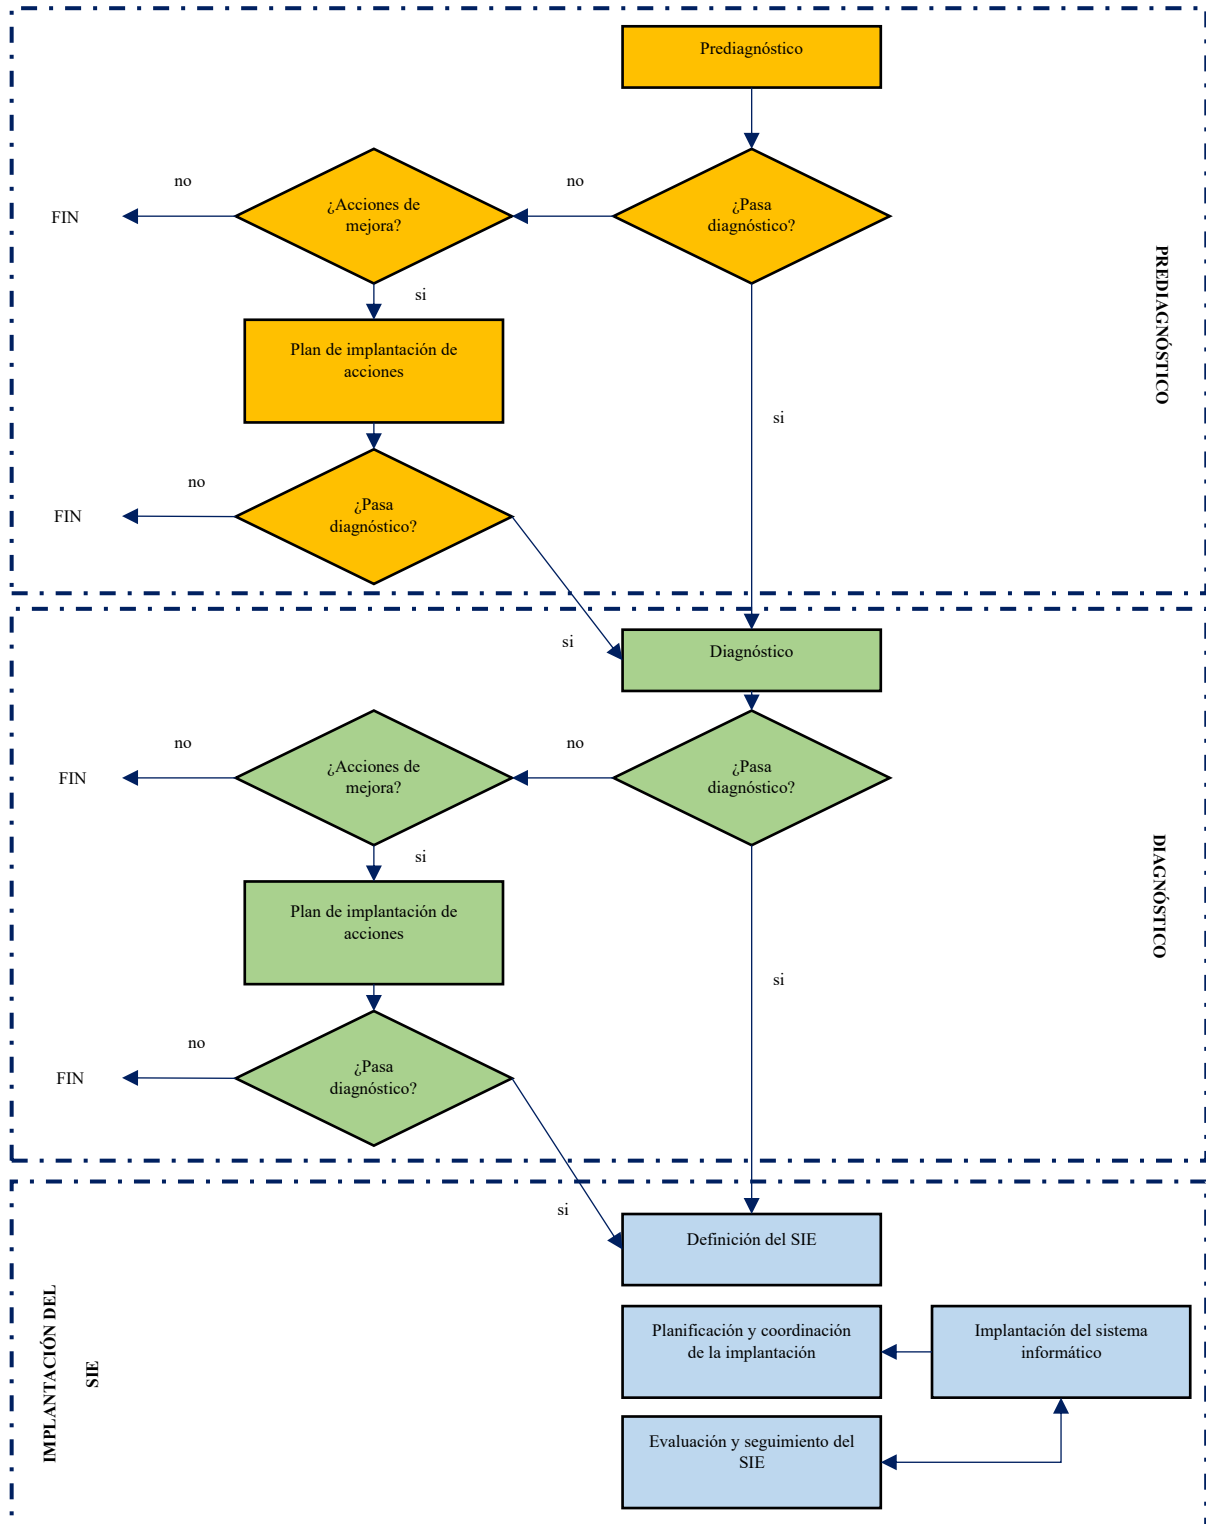 Prediagnóstico
no
no
FIN
¿Acciones de
mejora?
¿Pasa
diagnóstico?
si
Plan de implantación de
acciones
PREDIAGNÓSTICO
si
no
FIN
¿Pasa
diagnóstico?
si
Diagnóstico
no
no
FIN
¿Acciones de
mejora?
¿Pasa
diagnóstico?
si
Plan de implantación de
acciones
DIAGNÓSTICO
si
no
FIN
¿Pasa
diagnóstico?
si
Definición del SIE
IMPLANTACIÓN DEL
SIE
Planificación y coordinación
de la implantación
Implantación del sistema
informático
Evaluación y seguimiento del
SIE